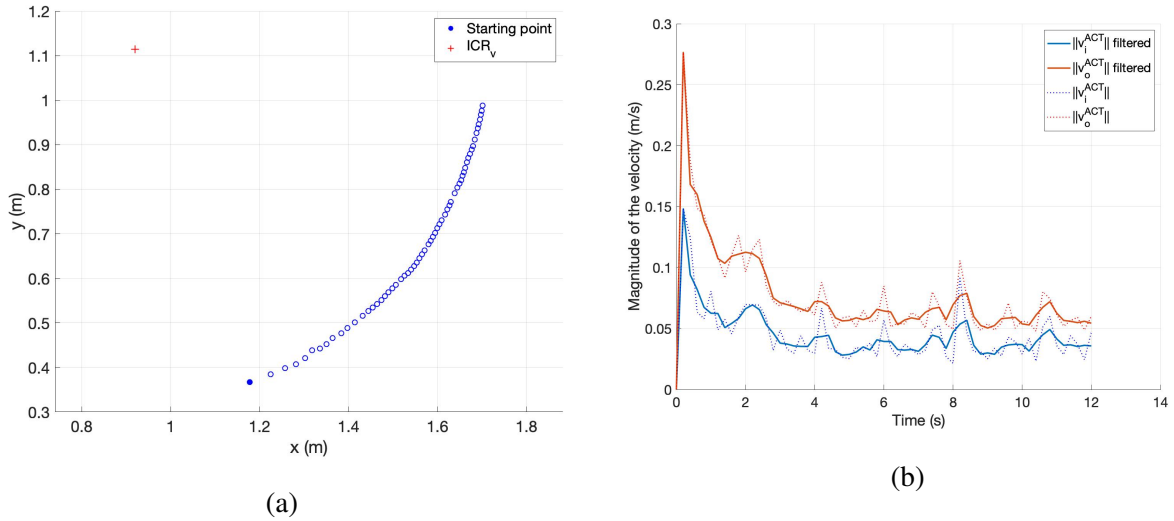 1.2
1.1
1
0.9
0.8
0.7
0.6
0.5
0.4
0.3
y (m)
0.8
1
1.2
1.4
1.6
1.8
x (m)
Starting point
ICR_v
(a)
0.3
0.25
0.2
0.15
0.1
0.05
0
Magnitude of the velocity (m/s)
0
2
4
6
8
10
12
14
Time (s)
||v_i^ACT|| filtered
||v_o^ACT|| filtered
||v_i^ACT||
||v_o^ACT||
(b)